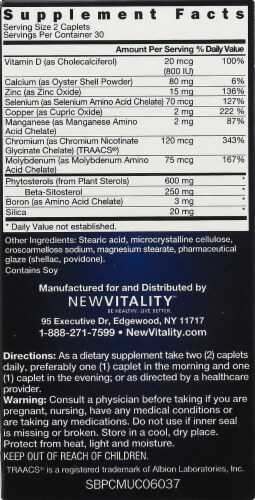 Supplement Facts
Serving Size 2 Caplets
Servings Per Container 30
Amount Per Serving % Daily Value
Vitamin D (as Cholecalciferol) 20 mcg 100%
(800 IU)
Calcium (as Oyster Shell Powder) 80 mg 6%
Zinc (as Zinc Oxide) 15 mg 136%
Selenium (as Selenium Amino Acid Chelate) 70 mcg 127%
Copper (as Cupric Oxide) 2 mg 222 %
Manganese (as Manganese Amino 2 mg 87%
Acid Chelate)
Chromium (as Chromium Nicotinate 120 mcg 343%
Glycinate Chelate) (TRAACS®)
Molybdenum (as Molybdenum Amino 75 mcg 167%
Acid Chelate)
Phytosterols (from Plant Sterols) 600 mg *
Beta-Sitosterol 250 mg *
Boron (as Amino Acid Chelate) 3 mg *
Silica 20 mg *
* Daily Value not established.
Other Ingredients: Stearic acid, microcrystalline cellulose,
croscarmellose sodium, magnesium stearate, pharmaceutical
glaze (shellac, povidone).
Contains Soy
Manufactured for and Distributed by
NEWVITALITY™
BE HEALTHY. LIVE BETTER.
95 Executive Dr, Edgewood, NY 11717
1-888-271-7599 • NewVitality.com
Directions: As a dietary supplement take two (2) caplets
daily, preferably one (1) caplet in the morning and one
(1) caplet in the evening; or as directed by a healthcare
provider.
Warning: Consult a physician before taking if you are
pregnant, nursing, have any medical conditions or
are taking any medications. Do not use if inner seal
is missing or broken. Store in a cool, dry place.
Protect from heat, light and moisture.
KEEP OUT OF REACH OF CHILDREN.
TRAACS® is a registered trademark of Albion Laboratories, Inc.
SBPCMUC06037